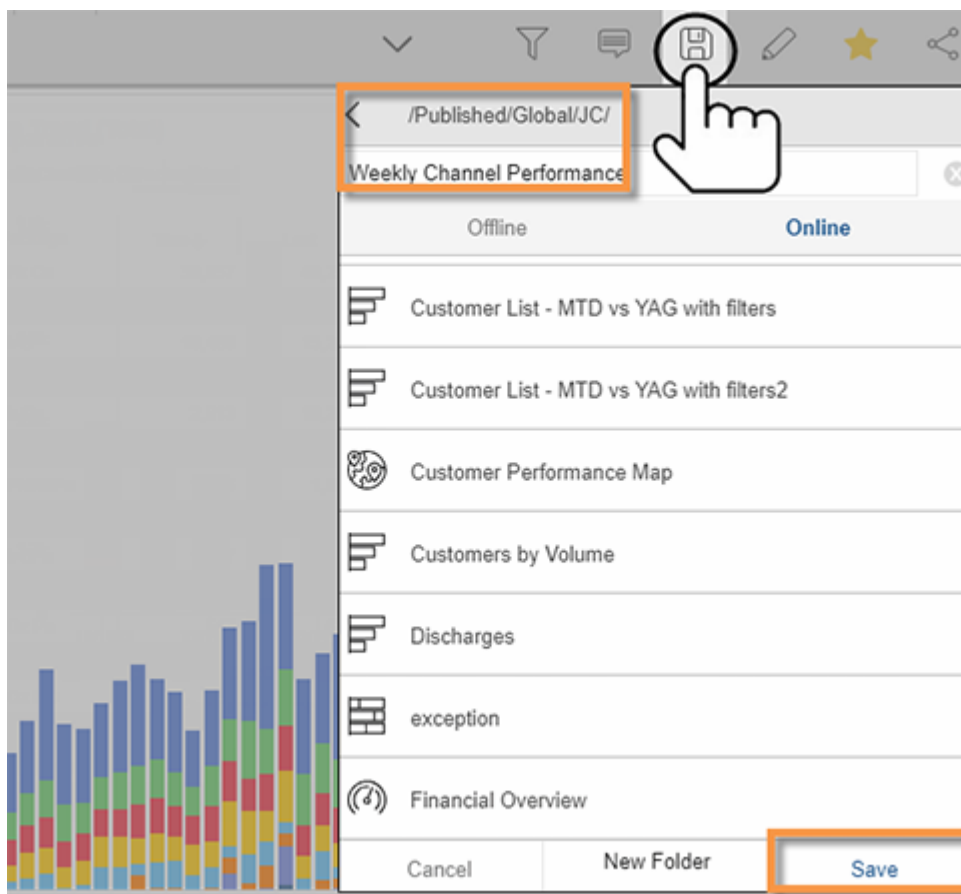 /Published/Global/JC/
Weekly Channel Performance
Offline Online
Customer List - MTD vs YAG with filters
Customer List - MTD vs YAG with filters2
Customer Performance Map
Customers by Volume
Discharges
exception
Financial Overview
Cancel New Folder Save